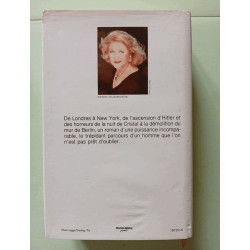 De Londres à New York, de l'ascension d'Hitler et
des horreurs de la nuit de Cristal à la démolition du
mur de Berlin, un roman d'une puissance incompa-
rable, le trépidant parcours d'un homme que l'on
n'est pas prêt d'oublier.